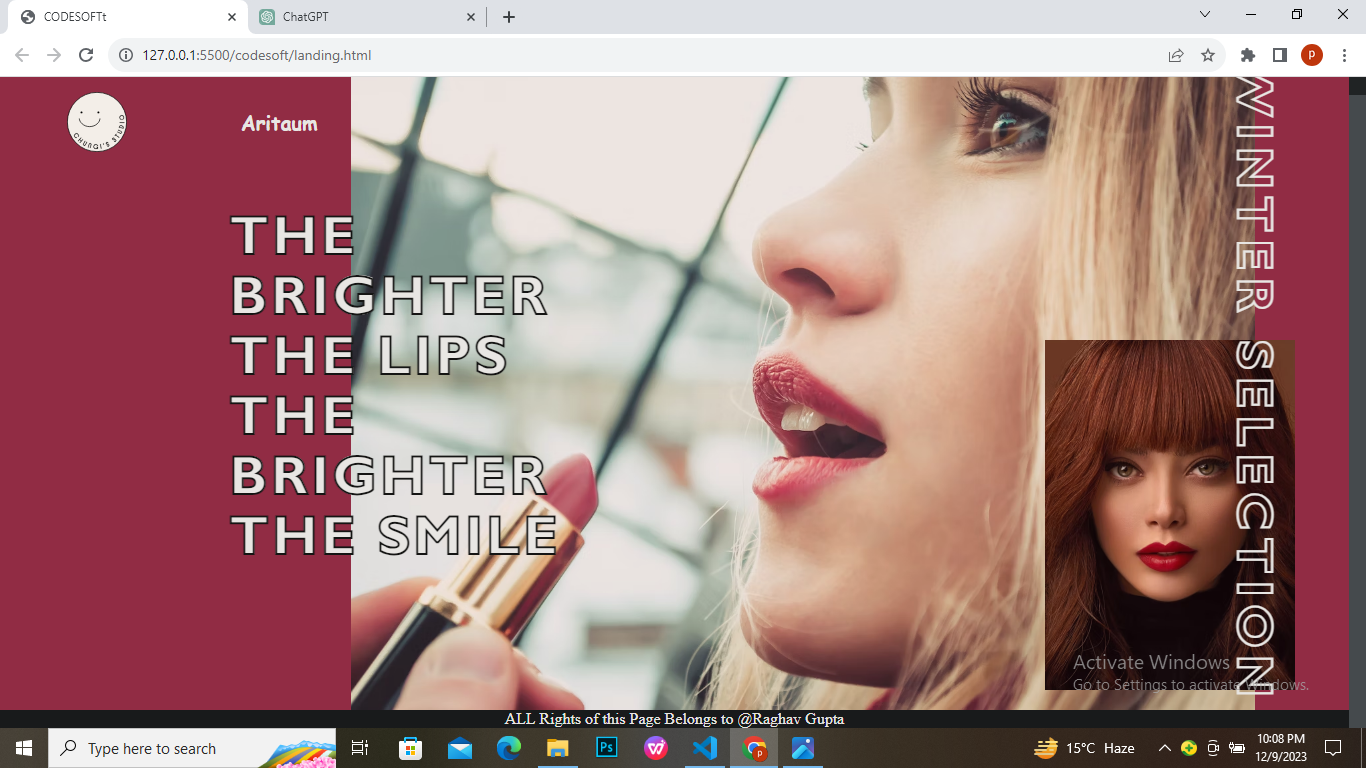 CODESOFTt
ChatGPT
127.0.0.1:5500/codesoft/landing.html
p
CHUNQI'S STUDIO
Aritaum
THE
BRIGHTER
THE LIPS
THE
BRIGHTER
THE SMILE
WINTER SELECTION
Activate Windows
Go to Settings to activate Windows.
ALL Rights of this Page Belongs to @Raghav Gupta
Type here to search
Ps
p
15°C Haze
10:08 PM
12/9/2023